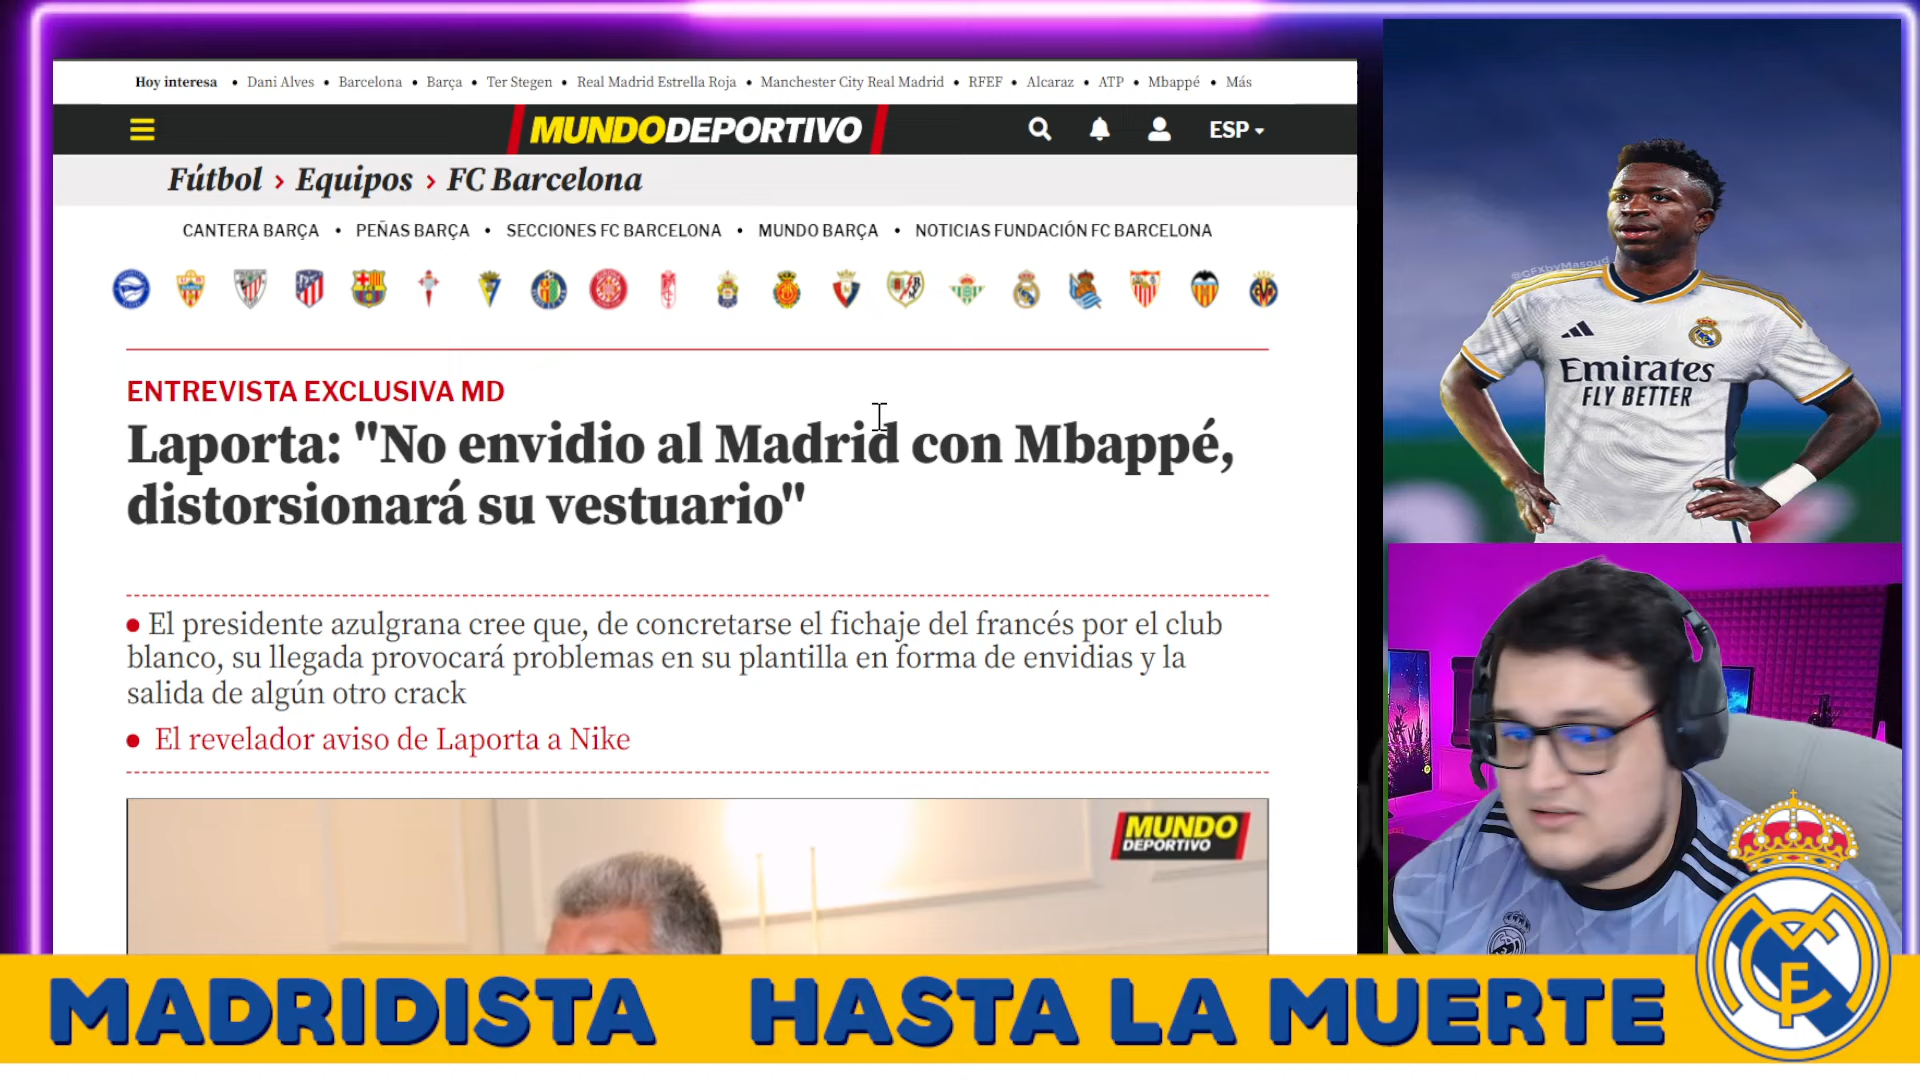 Hoy interesa • Dani Alves • Barcelona • Barça • Ter Stegen • Real Madrid Estrella Roja • Manchester City Real Madrid • RFEF • Alcaraz • ATP • Mbappé • Más
MUNDODEPORTIVO
ESP
Fútbol > Equipos > FC Barcelona
CANTERA BARÇA • PEÑAS BARÇA • SECCIONES FC BARCELONA • MUNDO BARÇA • NOTICIAS FUNDACIÓN FC BARCELONA
ENTREVISTA EXCLUSIVA MD
Laporta: "No envidio al Madrid con Mbappé,
distorsionará su vestuario"
• El presidente azulgrana cree que, de concretarse el fichaje del francés por el club
blanco, su llegada provocará problemas en su plantilla en forma de envidias y la
salida de algún otro crack
• El revelador aviso de Laporta a Nike
MUNDO
DEPORTIVO
@GFXbyMasoud
Emirates
FLY BETTER
MADRIDISTA HASTA LA MUERTE